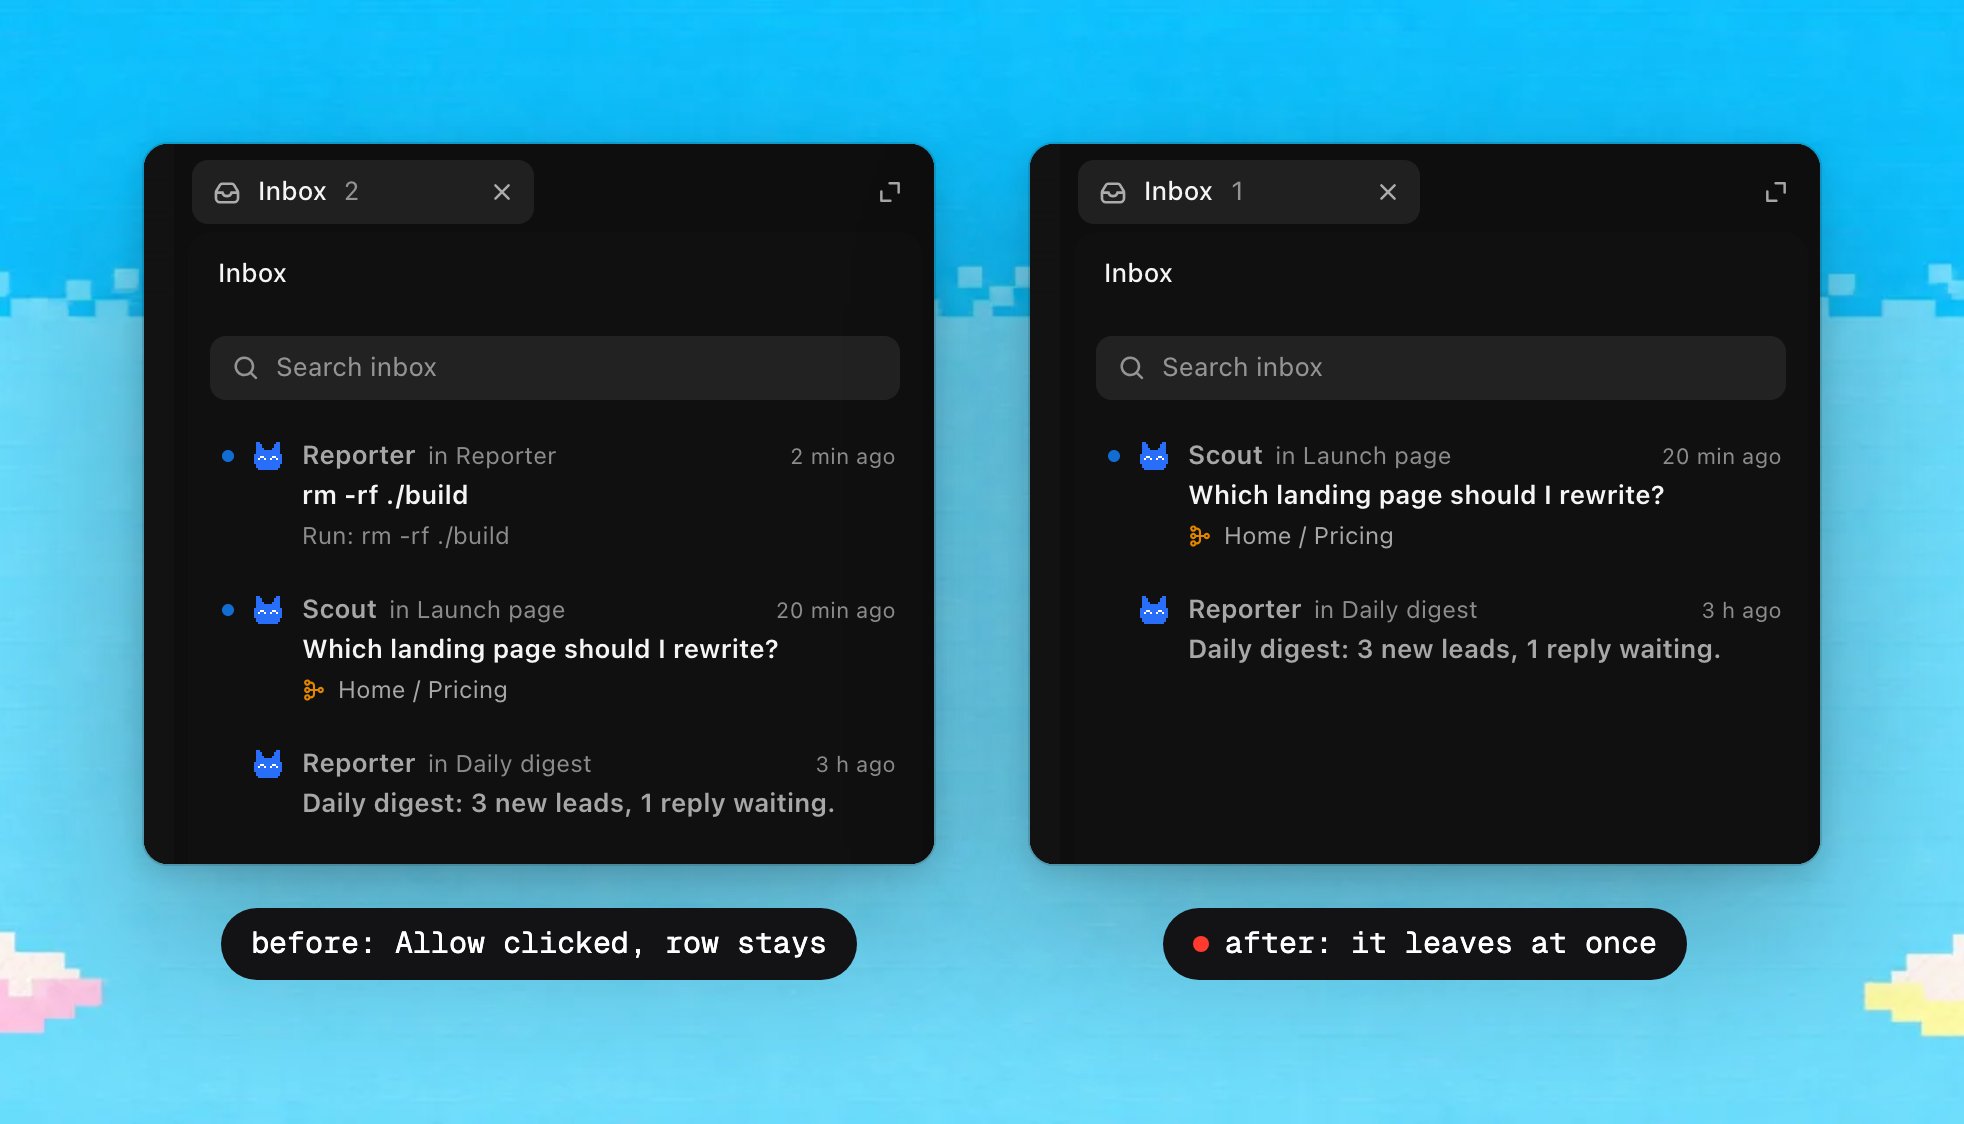 Inbox 2
Inbox
Search inbox
Reporter in Reporter 2 min ago
rm -rf ./build
Run: rm -rf ./build
Scout in Launch page 20 min ago
Which landing page should I rewrite?
Home / Pricing
Reporter in Daily digest 3 h ago
Daily digest: 3 new leads, 1 reply waiting.
before: Allow clicked, row stays
Inbox 1
Inbox
Search inbox
Scout in Launch page 20 min ago
Which landing page should I rewrite?
Home / Pricing
Reporter in Daily digest 3 h ago
Daily digest: 3 new leads, 1 reply waiting.
after: it leaves at once